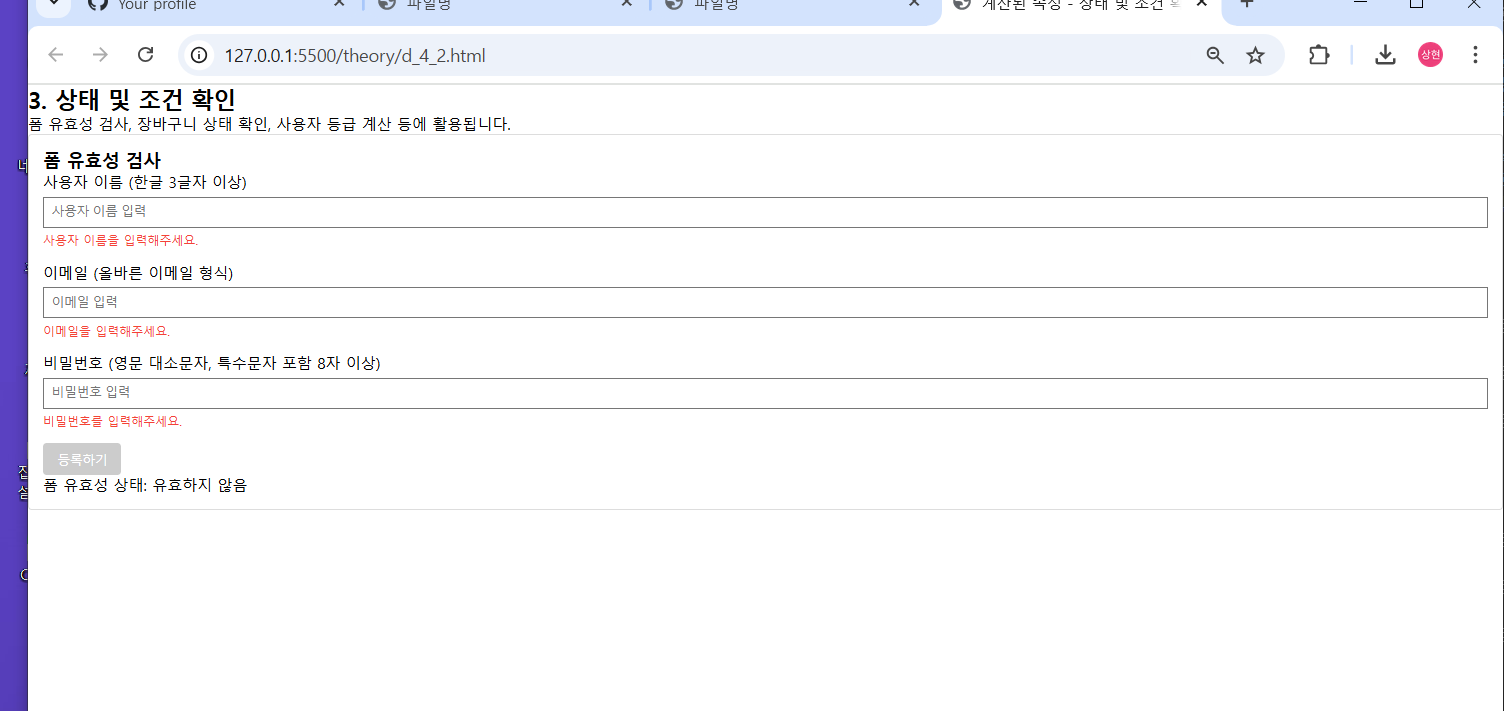 Your profile
파일명
파일명
계산된 속성 - 상태 및 조건
127.0.0.1:5500/theory/d_4_2.html
상현
3. 상태 및 조건 확인
폼 유효성 검사, 장바구니 상태 확인, 사용자 등급 계산 등에 활용됩니다.
폼 유효성 검사
사용자 이름 (한글 3글자 이상)
사용자 이름 입력
사용자 이름을 입력해주세요.
이메일 (올바른 이메일 형식)
이메일 입력
이메일을 입력해주세요.
비밀번호 (영문 대소문자, 특수문자 포함 8자 이상)
비밀번호 입력
비밀번호를 입력해주세요.
등록하기
폼 유효성 상태: 유효하지 않음